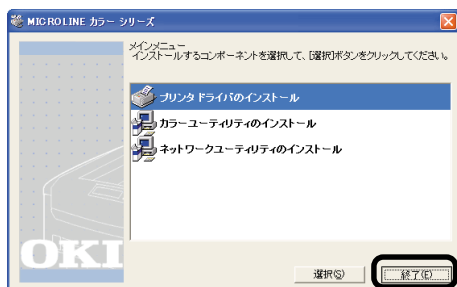 MICROLINE カラー シリーズ
メインメニュー
インストールするコンポーネントを選択して、[選択]ボタンをクリックしてください。
プリンタ ドライバのインストール
カラーユーティリティのインストール
ネットワークユーティリティのインストール
OKI
選択(S)
終了(E)